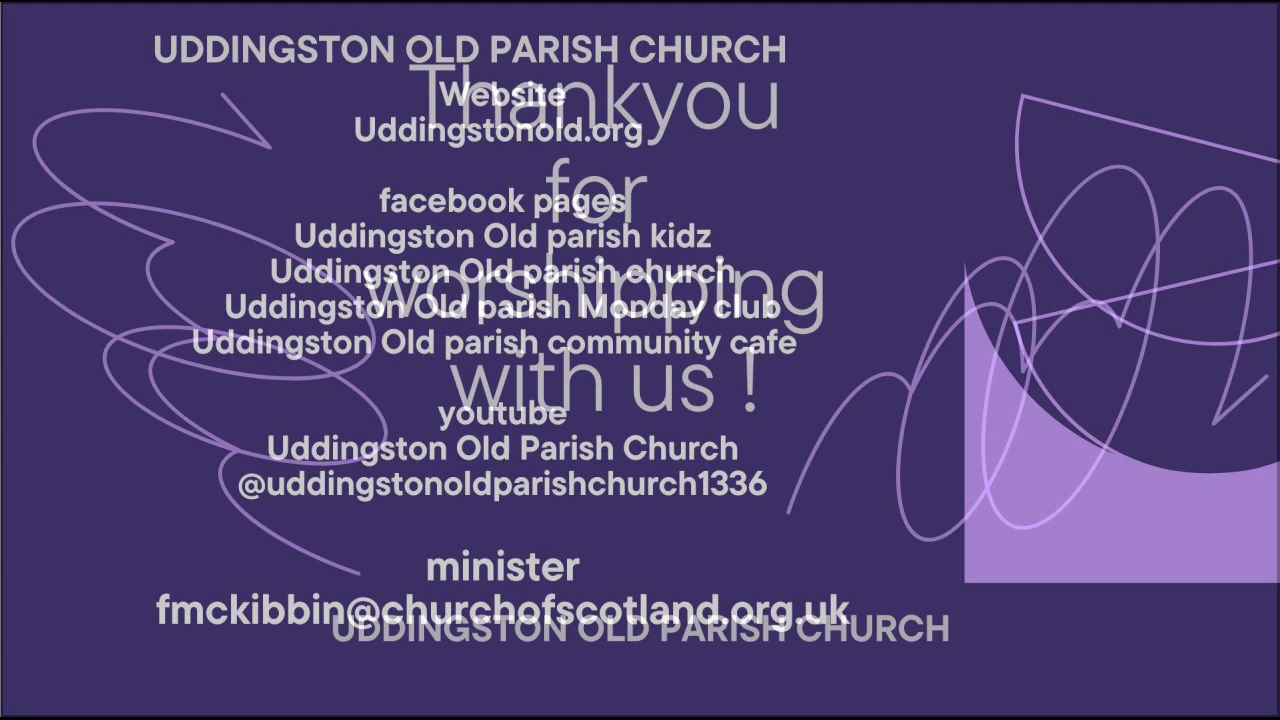 UDDINGSTON OLD PARISH CHURCH
Website
Uddingstonold.org
facebook pages
Uddingston Old parish kidz
Uddingston Old parish church
Uddingston Old parish Monday club
Uddingston Old parish community cafe
youtube
Uddingston Old Parish Church
@uddingstonoldparishchurch1336
minister
fmckibbin@churchofscotland.org.uk
Thankyou
for
worshipping
with us !
UDDINGSTON OLD PARISH CHURCH